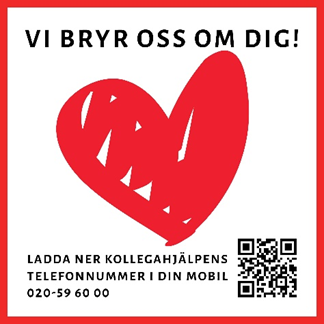 VI BRYR OSS OM DIG!
LADDA NER KOLLEGAHJÄLPENS
TELEFONNUMMER I DIN MOBIL
020-59 60 00